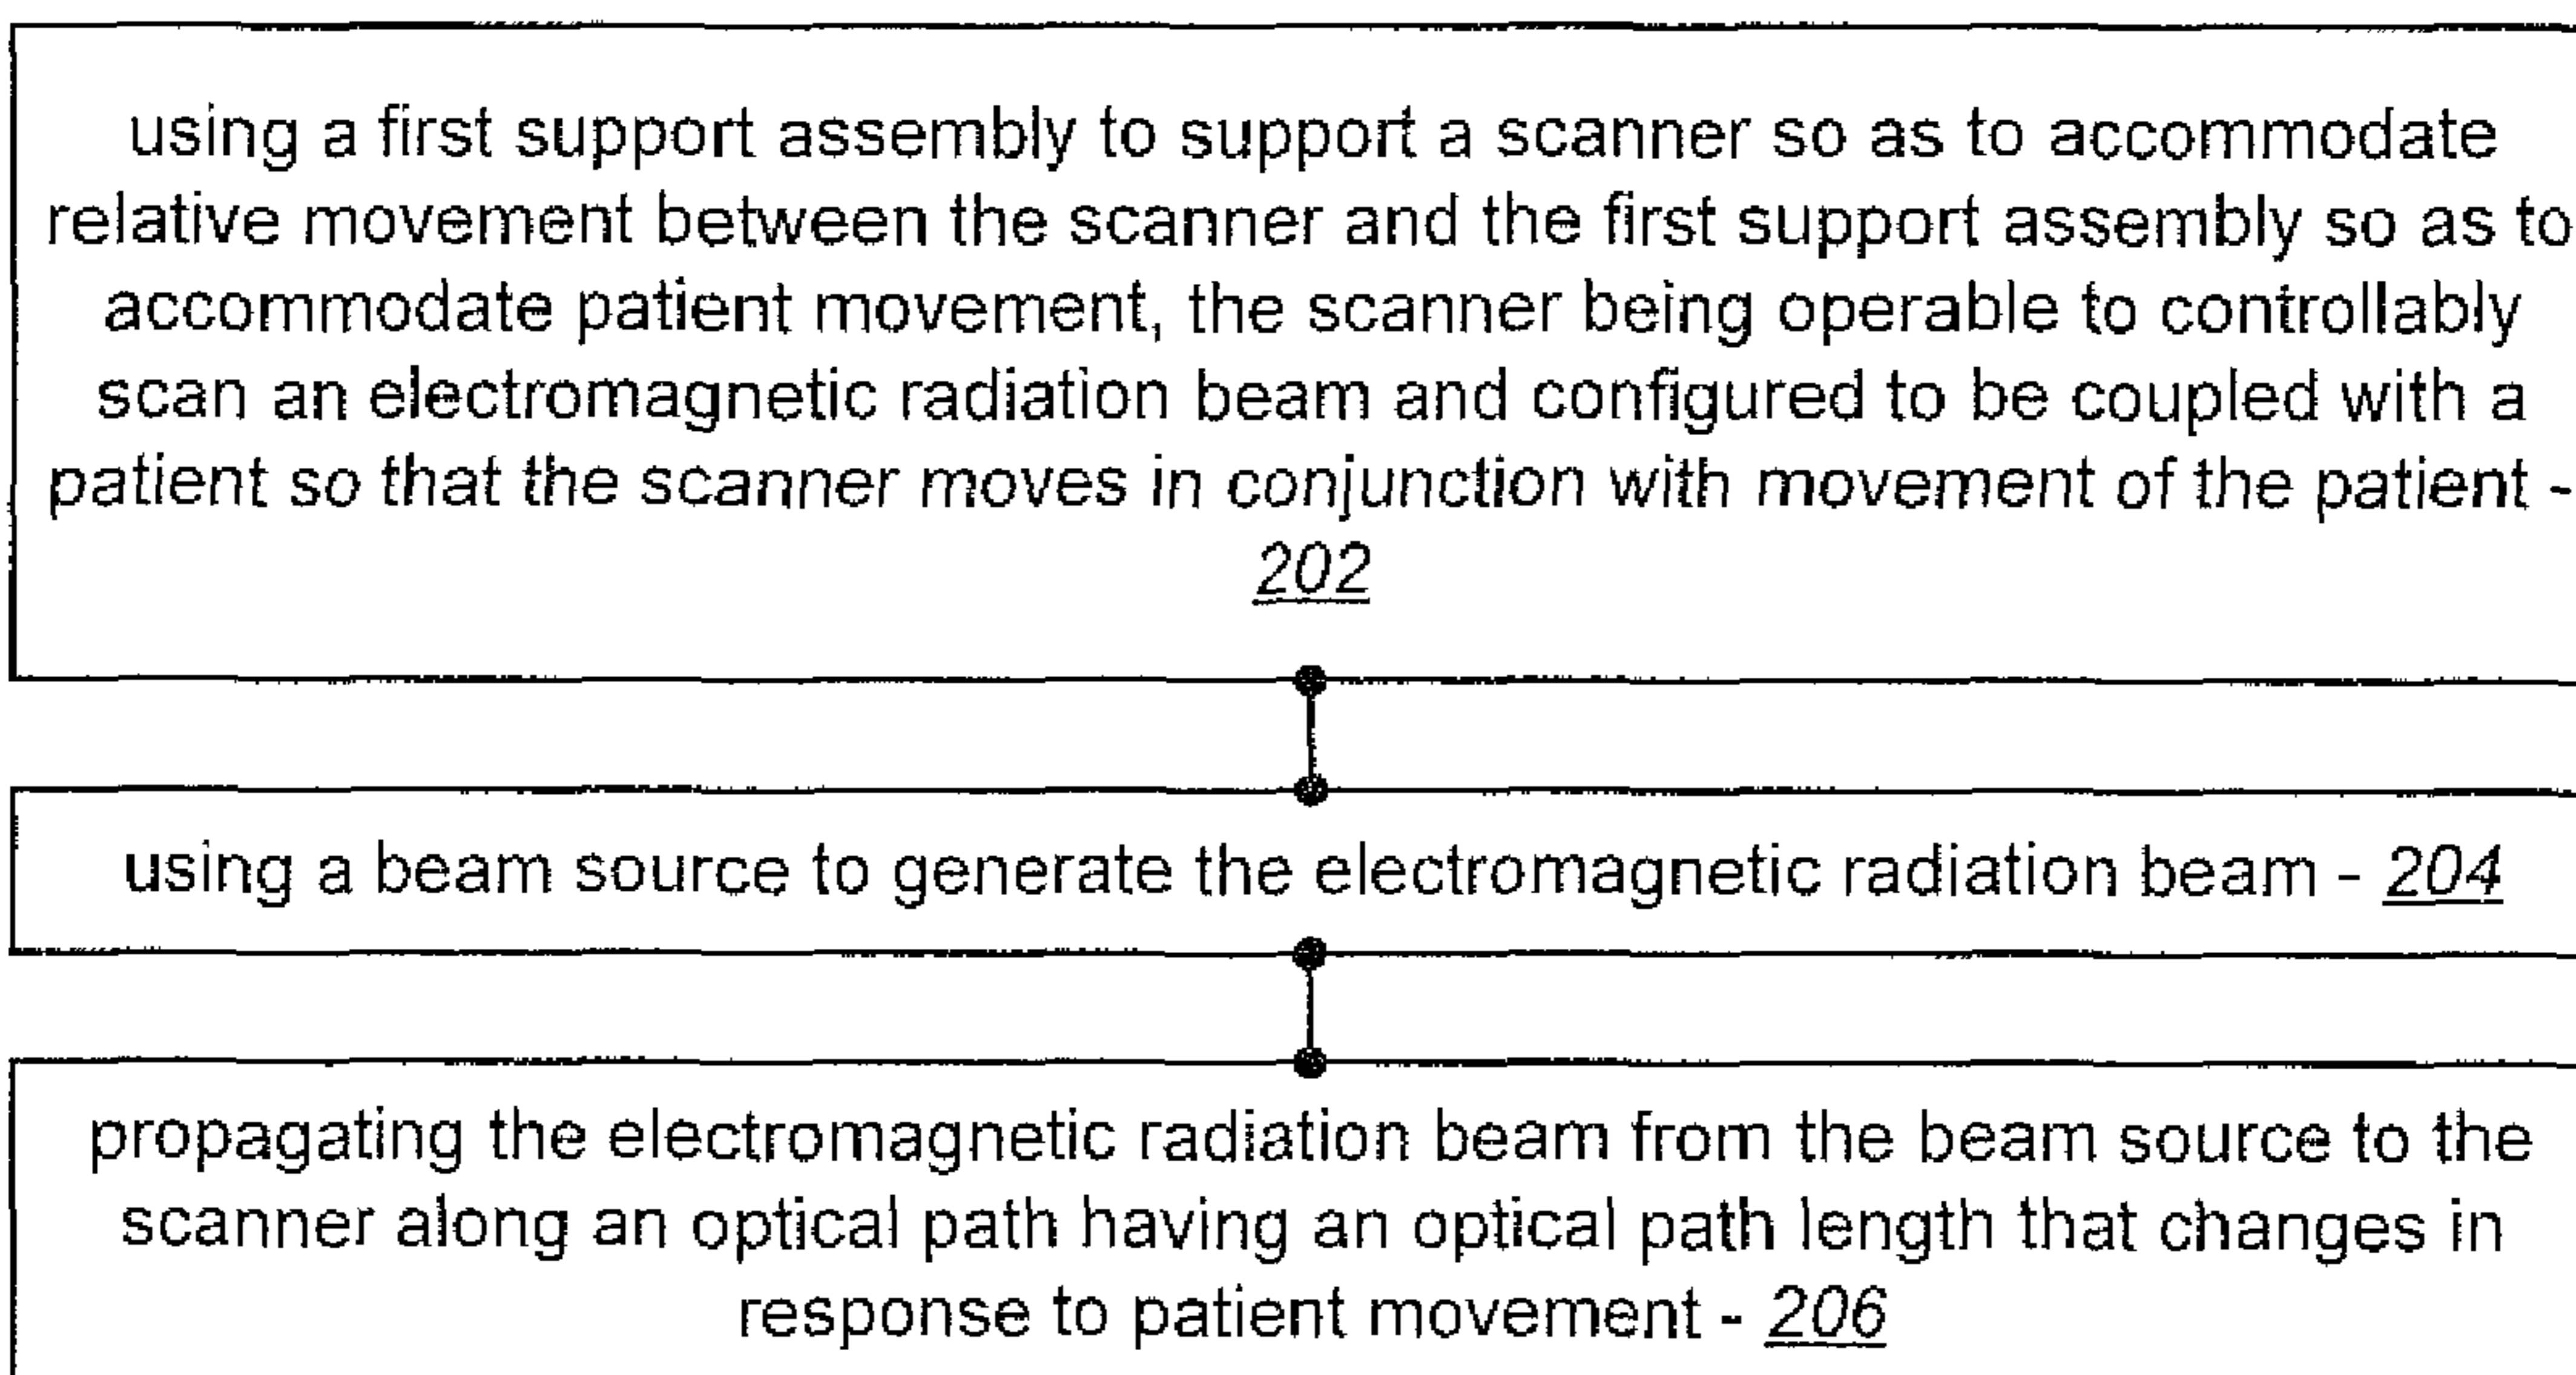 using a first support assembly to support a scanner so as to accommodate
relative movement between the scanner and the first support assembly so as to
accommodate patient movement, the scanner being operable to controllably
scan an electromagnetic radiation beam and configured to be coupled with a
patient so that the scanner moves in conjunction with movement of the patient -
202
using a beam source to generate the electromagnetic radiation beam - 204
propagating the electromagnetic radiation beam from the beam source to the
scanner along an optical path having an optical path length that changes in
response to patient movement - 206